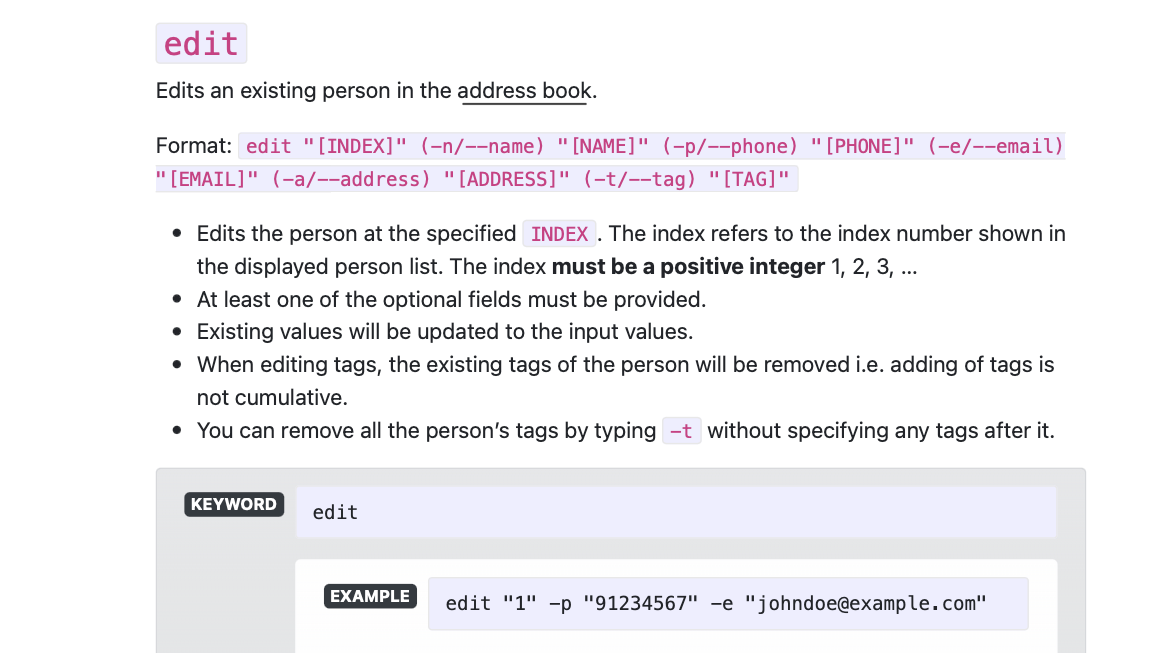 edit
Edits an existing person in the address book.
Format: edit "[INDEX]" (-n/--name) "[NAME]" (-p/--phone) "[PHONE]" (-e/--email)
"[EMAIL]" (-a/--address) "[ADDRESS]" (-t/--tag) "[TAG]"
• Edits the person at the specified INDEX. The index refers to the index number shown in
the displayed person list. The index must be a positive integer 1, 2, 3, …
• At least one of the optional fields must be provided.
• Existing values will be updated to the input values.
• When editing tags, the existing tags of the person will be removed i.e. adding of tags is
not cumulative.
• You can remove all the person’s tags by typing -t without specifying any tags after it.
KEYWORD edit
EXAMPLE edit "1" -p "91234567" -e "johndoe@example.com"